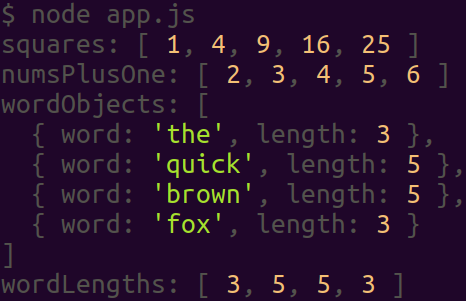 $ node app.js
squares: [ 1, 4, 9, 16, 25 ]
numsPlusOne: [ 2, 3, 4, 5, 6 ]
wordObjects: [
  { word: 'the', length: 3 },
  { word: 'quick', length: 5 },
  { word: 'brown', length: 5 },
  { word: 'fox', length: 3 }
]
wordLengths: [ 3, 5, 5, 3 ]